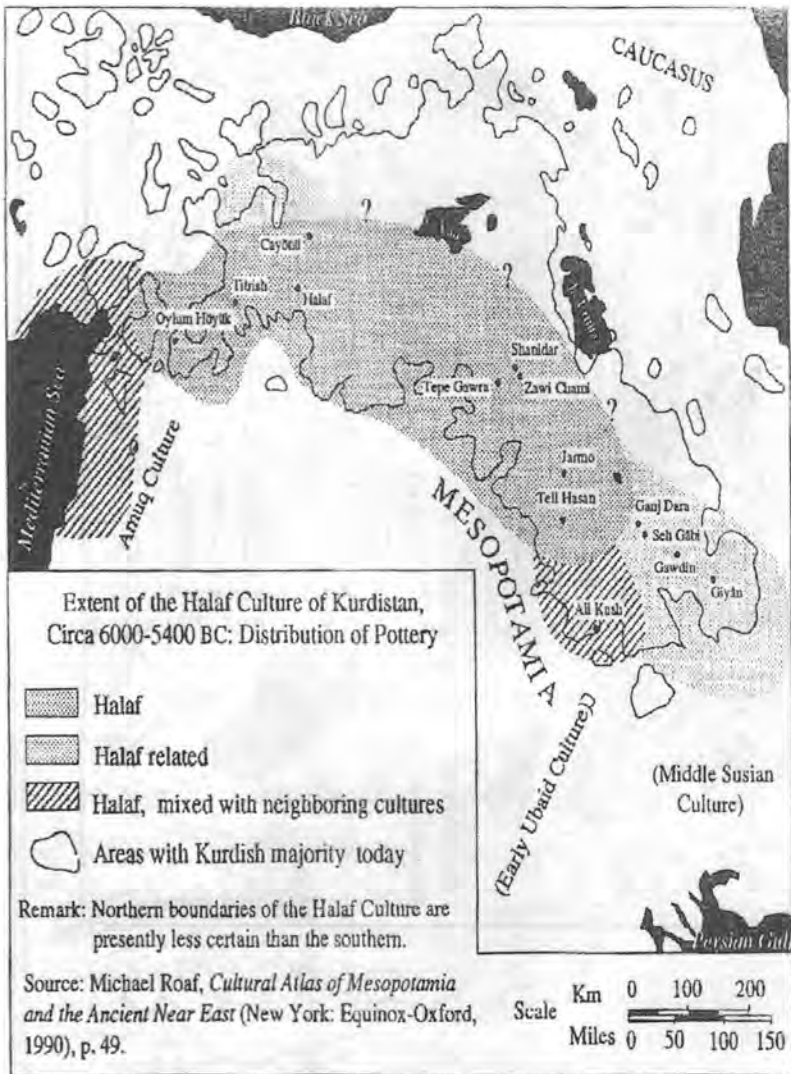 Black Sea
CAUCASUS
?
Cayönü
?
Titrish
Halaf
Oylum Höyük
Shanidar
Zawi Chami
Tepe Gawra
?
Mediterranean Sea
Amuq Culture
Jarmo
Tell Hasan
MESOPOTAMIA
Ganj Dara
Seh Gâbi
Gawdin
Giyân
Ali Kush
(Early Ubaid Culture)
(Middle Susian
Culture)
Persian Gulf
Extent of the Halaf Culture of Kurdistan,
Circa 6000-5400 BC: Distribution of Pottery
Halaf
Halaf related
Halaf, mixed with neighboring cultures
Areas with Kurdish majority today
Remark: Northern boundaries of the Halaf Culture are
presently less certain than the southern.
Source: Michael Roaf, Cultural Atlas of Mesopotamia
and the Ancient Near East (New York: Equinox-Oxford,
1990), p. 49.
Scale
Km 0 100 200
Miles 0 50 100 150